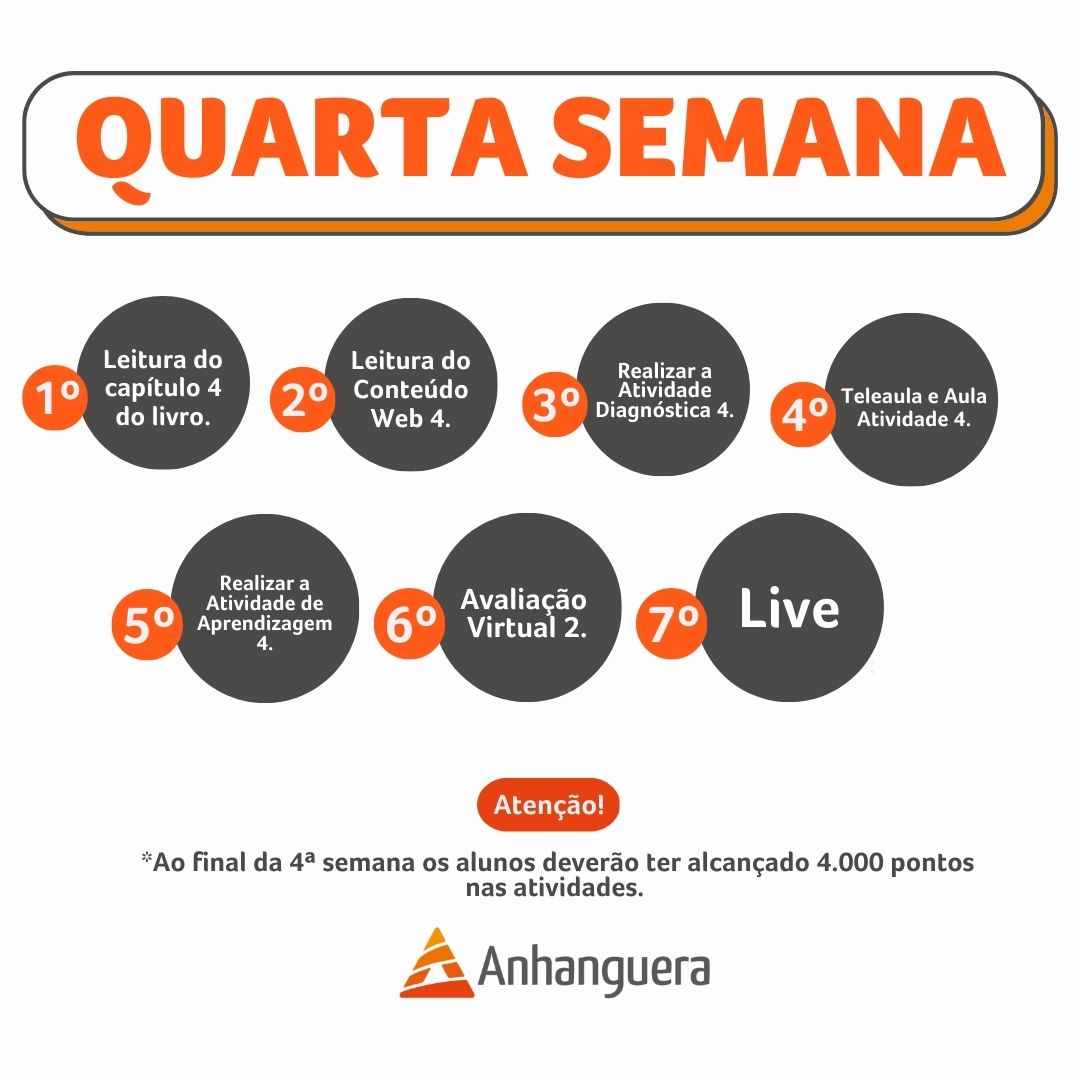 QUARTA SEMANA
1º
Leitura do
capítulo 4
do livro.
2º
Leitura do
Conteúdo
Web 4.
3º
Realizar a
Atividade
Diagnóstica 4.
4º
Teleaula e Aula
Atividade 4.
5º
Realizar a
Atividade de
Aprendizagem
4.
6º
Avaliação
Virtual 2.
7º
Live
Atenção!
*Ao final da 4ª semana os alunos deverão ter alcançado 4.000 pontos
nas atividades.
Anhanguera